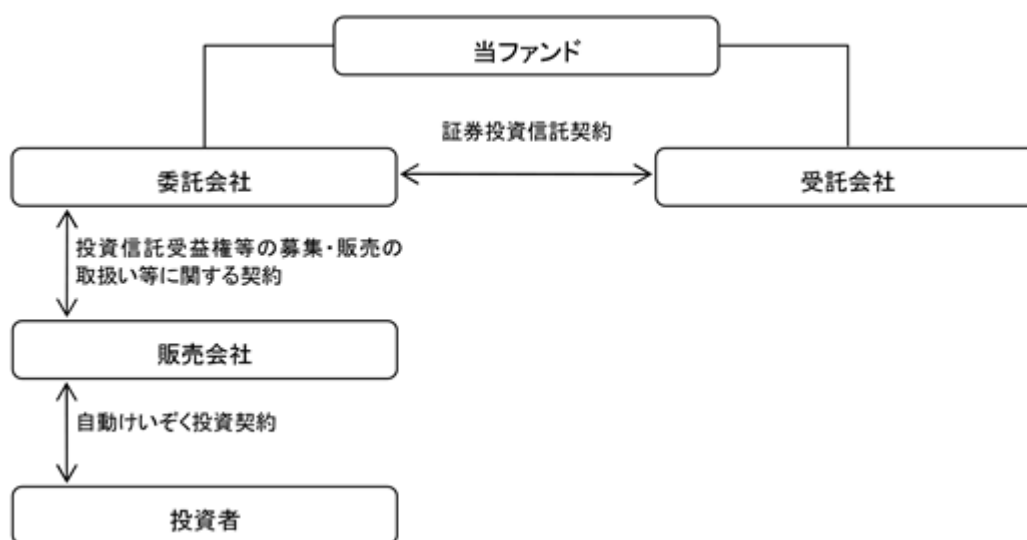 当ファンド
証券投資信託契約
委託会社
受託会社
投資信託受益権等の募集・販売の
取扱い等に関する契約
販売会社
自動けいぞく投資契約
投資者